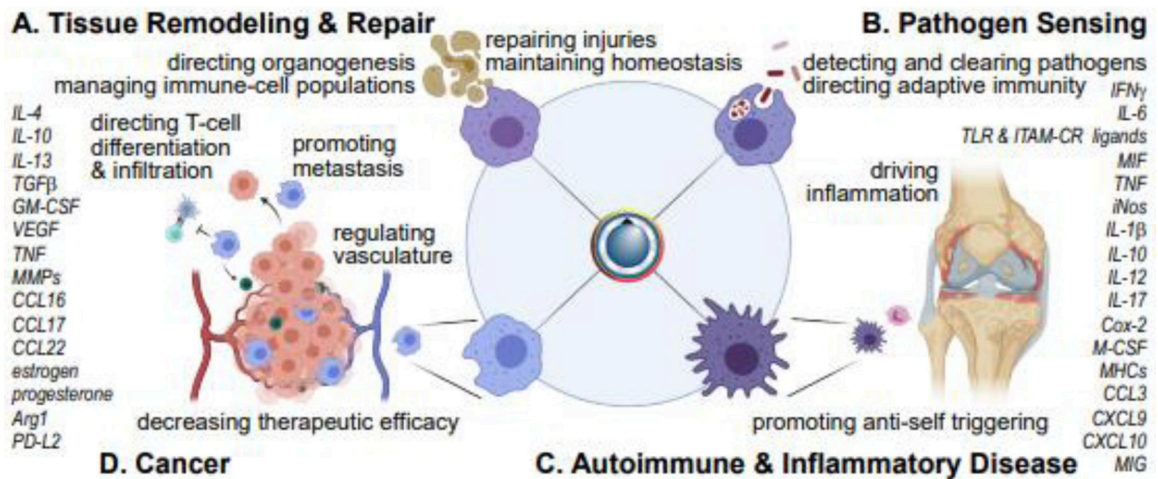 A. Tissue Remodeling & Repair
B. Pathogen Sensing
directing organogenesis
managing immune-cell populations
repairing injuries
maintaining homeostasis
detecting and clearing pathogens
directing adaptive immunity
IL-4
IL-10
IL-13
TGFβ
GM-CSF
VEGF
TNF
MMPs
CCL16
CCL17
CCL22
estrogen
progesterone
Arg1
PD-L2
directing T-cell
differentiation
& infiltration
promoting
metastasis
regulating
vasculature
decreasing therapeutic efficacy
driving
inflammation
promoting anti-self triggering
IFNγ
IL-6
TLR & ITAM-CR ligands
MIF
TNF
iNos
IL-1β
IL-10
IL-12
IL-17
Cox-2
M-CSF
MHCs
CCL3
CXCL9
CXCL10
MIG
D. Cancer
C. Autoimmune & Inflammatory Disease